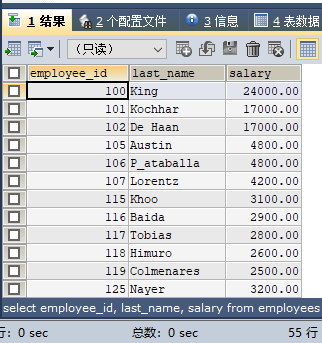 1 结果 2 个配置文件 3 信息 4 表数据
（只读）
employee_id last_name salary
100 King 24000.00
101 Kochhar 17000.00
102 De Haan 17000.00
105 Austin 4800.00
106 P_ataballa 4800.00
107 Lorentz 4200.00
115 Khoo 3100.00
116 Baida 2900.00
117 Tobias 2800.00
118 Himuro 2600.00
119 Colmenares 2500.00
125 Nayer 3200.00
select employee_id, last_name, salary from employees
行: 0 sec 总数: 0 sec 55 行